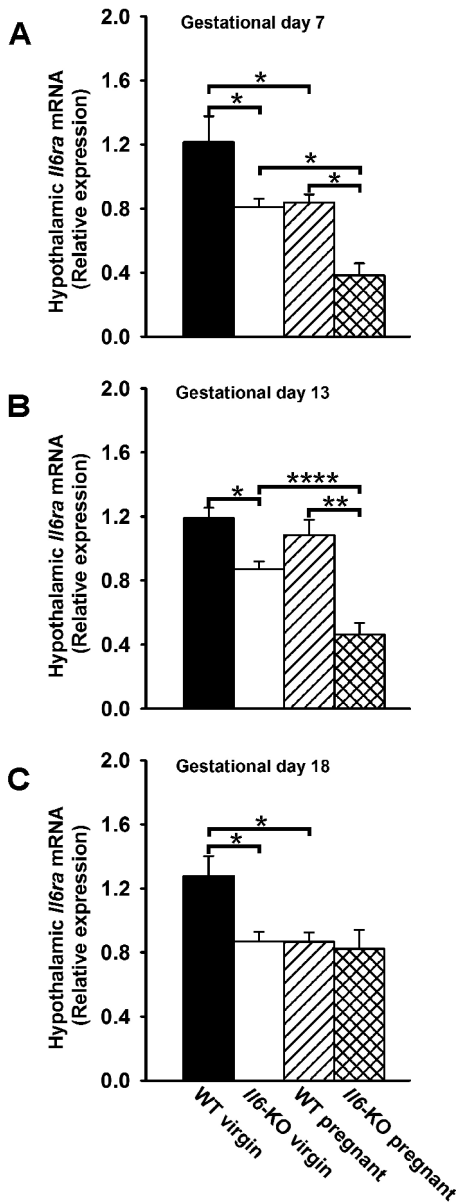 A
Gestational day 7
Hypothalamic Il6ra mRNA
(Relative expression)
2.0
1.6
1.2
0.8
0.4
0.0
*
*
*
*
B
Gestational day 13
Hypothalamic Il6ra mRNA
(Relative expression)
2.0
1.6
1.2
0.8
0.4
0.0
****
*
**
C
Gestational day 18
Hypothalamic Il6ra mRNA
(Relative expression)
2.0
1.6
1.2
0.8
0.4
0.0
*
*
WT virgin
Il6-KO virgin
WT pregnant
Il6-KO pregnant